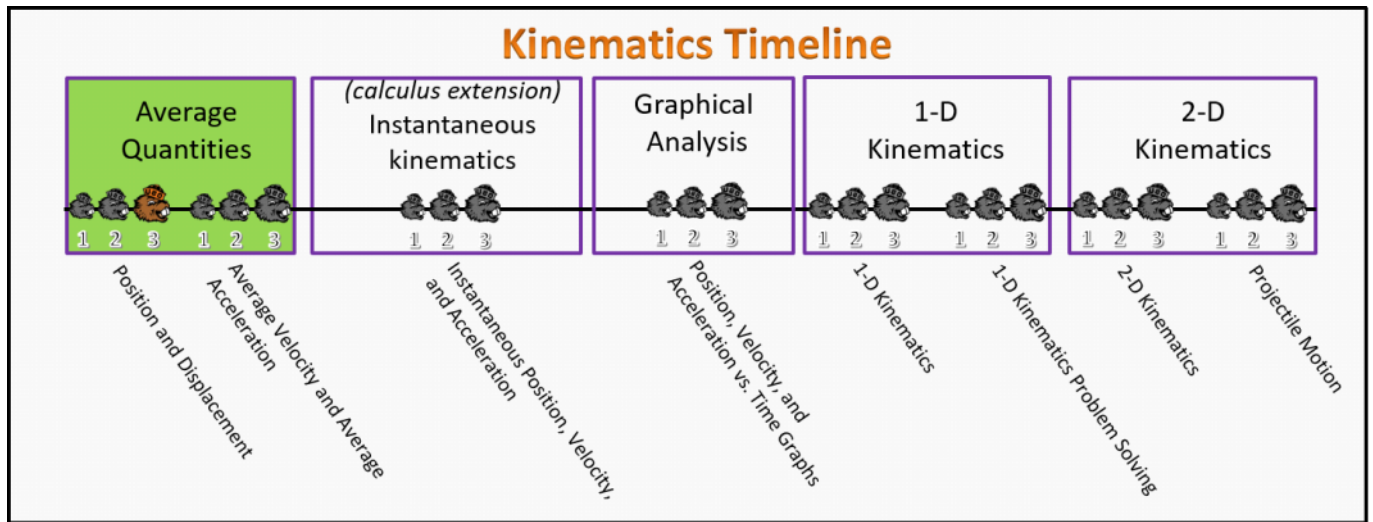 Kinematics Timeline
Average
Quantities
(calculus extension)
Instantaneous
kinematics
Graphical
Analysis
1-D
Kinematics
2-D
Kinematics
1 2 3 1 2 3
1 2 3
1 2 3
1 2 3 1 2 3
1 2 3 1 2 3
Position and Displacement
Average Velocity and Average
Acceleration
Instantaneous Position, Velocity,
and Acceleration
Position, Velocity, and
Acceleration vs. Time Graphs
1-D Kinematics
1-D Kinematics Problem Solving
2-D Kinematics
Projectile Motion